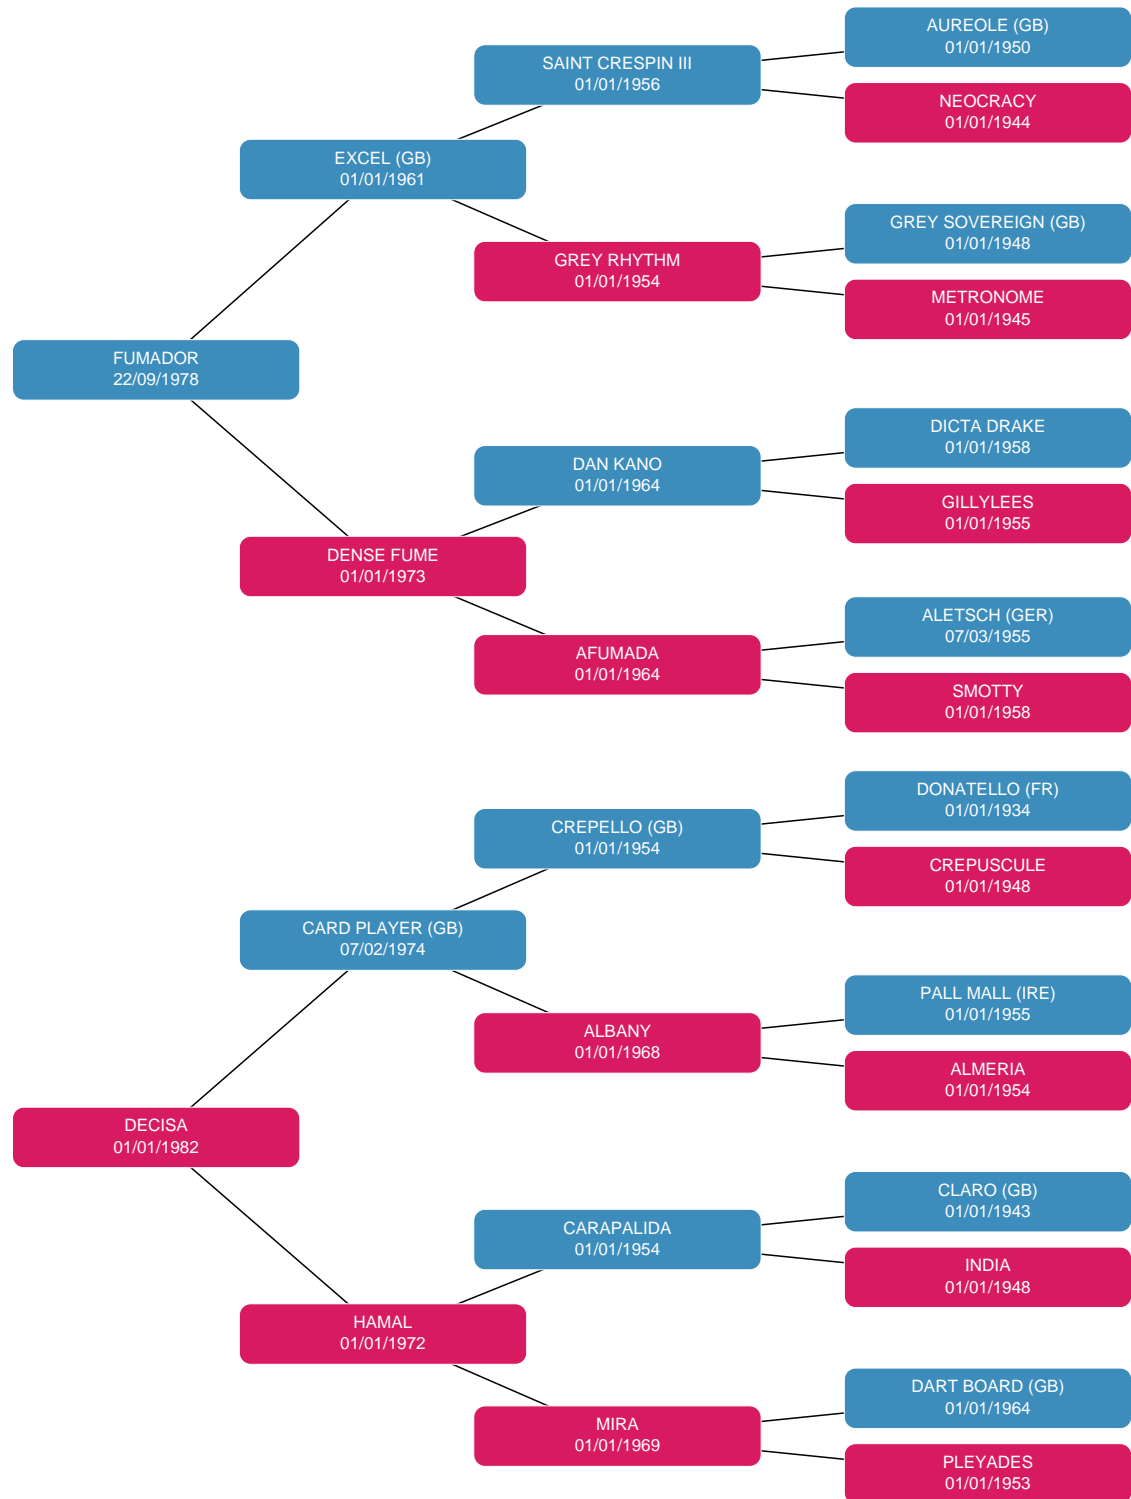 AUREOLE (GB)
01/01/1950
SAINT CRESPIN III
01/01/1956
NEOCRACY
01/01/1944
EXCEL (GB)
01/01/1961
GREY SOVEREIGN (GB)
01/01/1948
GREY RHYTHM
01/01/1954
METRONOME
01/01/1945
FUMADOR
22/09/1978
DICTA DRAKE
01/01/1958
DAN KANO
01/01/1964
GILLYLEES
01/01/1955
DENSE FUME
01/01/1973
ALETSCH (GER)
07/03/1955
AFUMADA
01/01/1964
SMOTTY
01/01/1958
DONATELLO (FR)
01/01/1934
CREPELLO (GB)
01/01/1954
CREPUSCULE
01/01/1948
CARD PLAYER (GB)
07/02/1974
PALL MALL (IRE)
01/01/1955
ALBANY
01/01/1968
ALMERIA
01/01/1954
DECISA
01/01/1982
CLARO (GB)
01/01/1943
CARAPALIDA
01/01/1954
INDIA
01/01/1948
HAMAL
01/01/1972
DART BOARD (GB)
01/01/1964
MIRA
01/01/1969
PLEYADES
01/01/1953